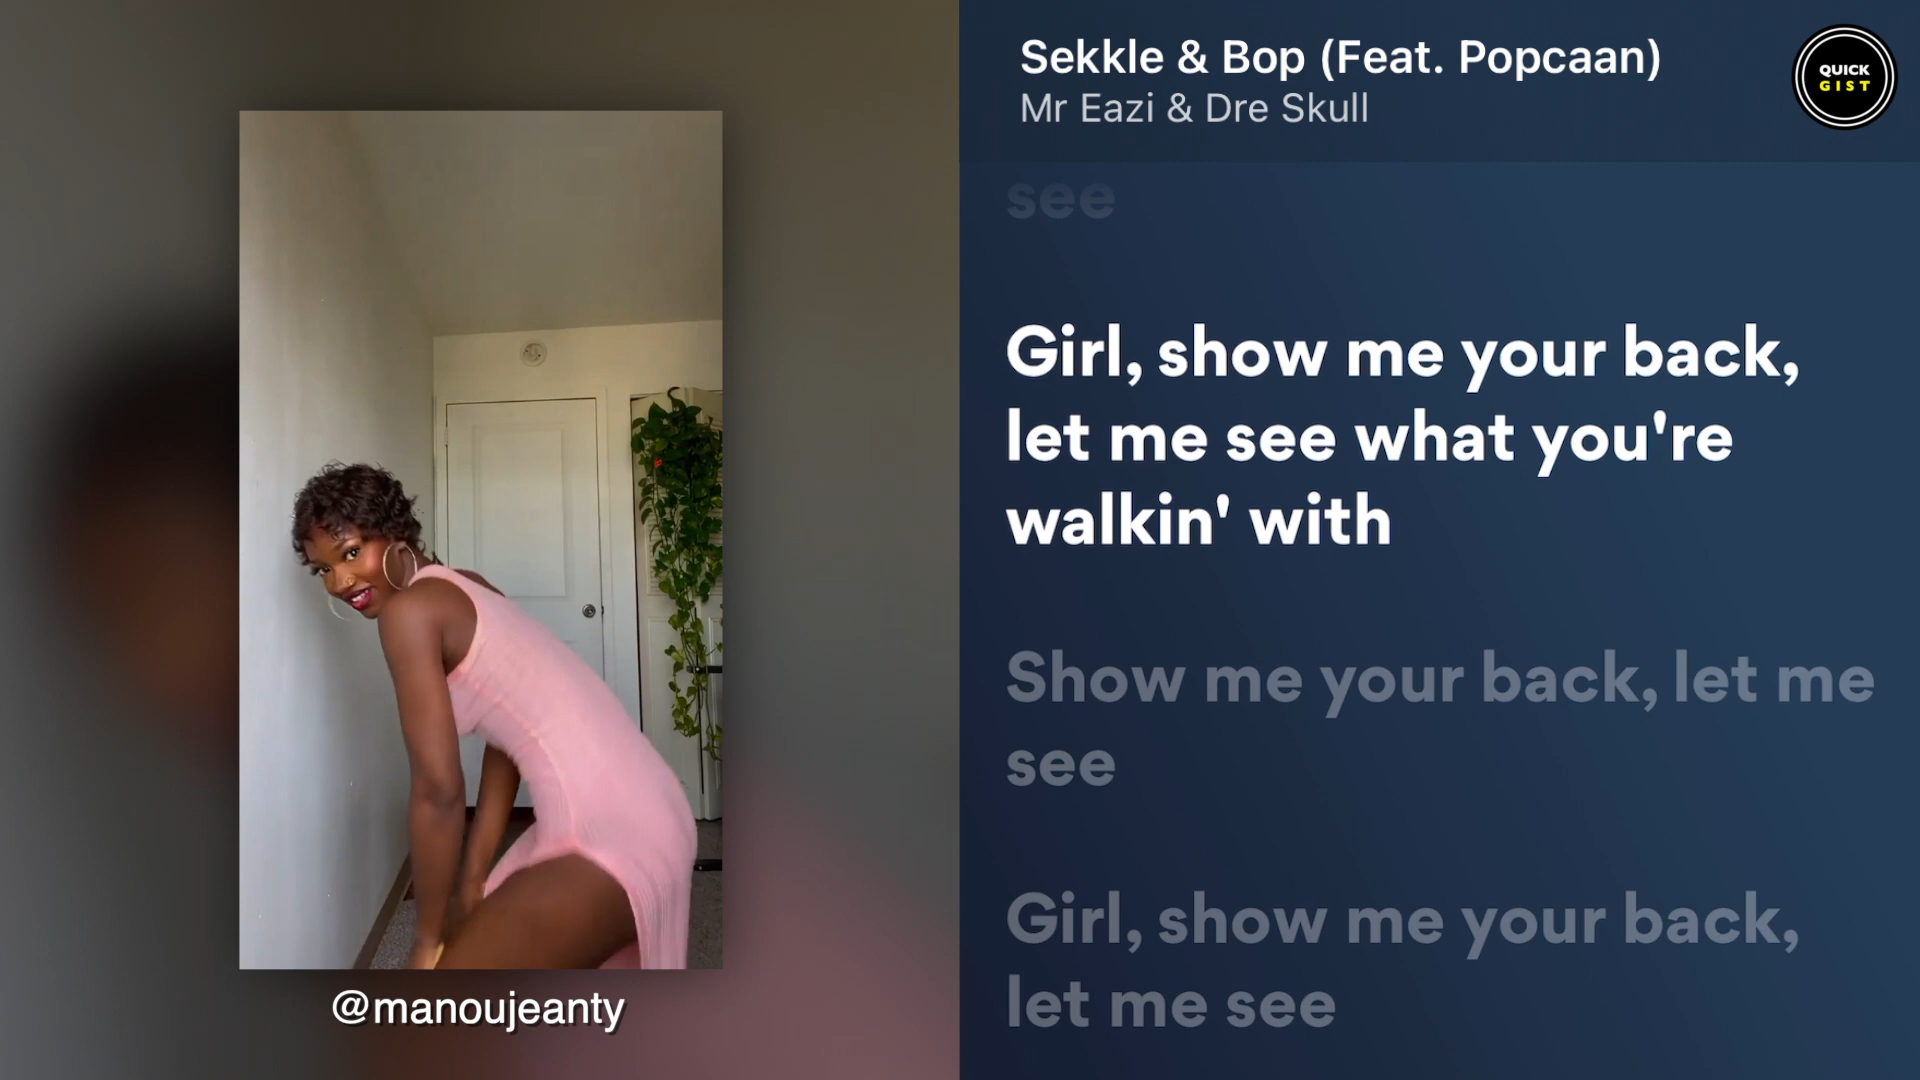 Sekkle & Bop (Feat. Popcaan)
Mr Eazi & Dre Skull
QUICK
GIST
see
Girl, show me your back,
let me see what you're
walkin' with
Show me your back, let me
see
Girl, show me your back,
let me see
@manoujeanty